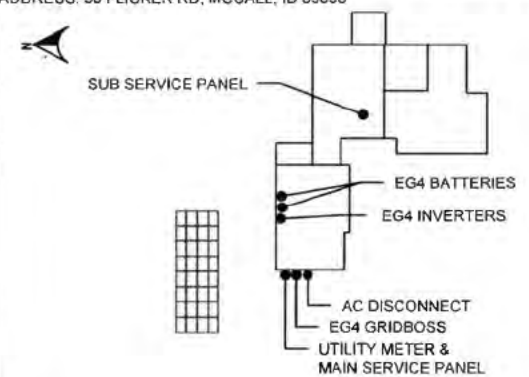 N
SUB SERVICE PANEL
EG4 BATTERIES
EG4 INVERTERS
AC DISCONNECT
EG4 GRIDBOSS
UTILITY METER &
MAIN SERVICE PANEL